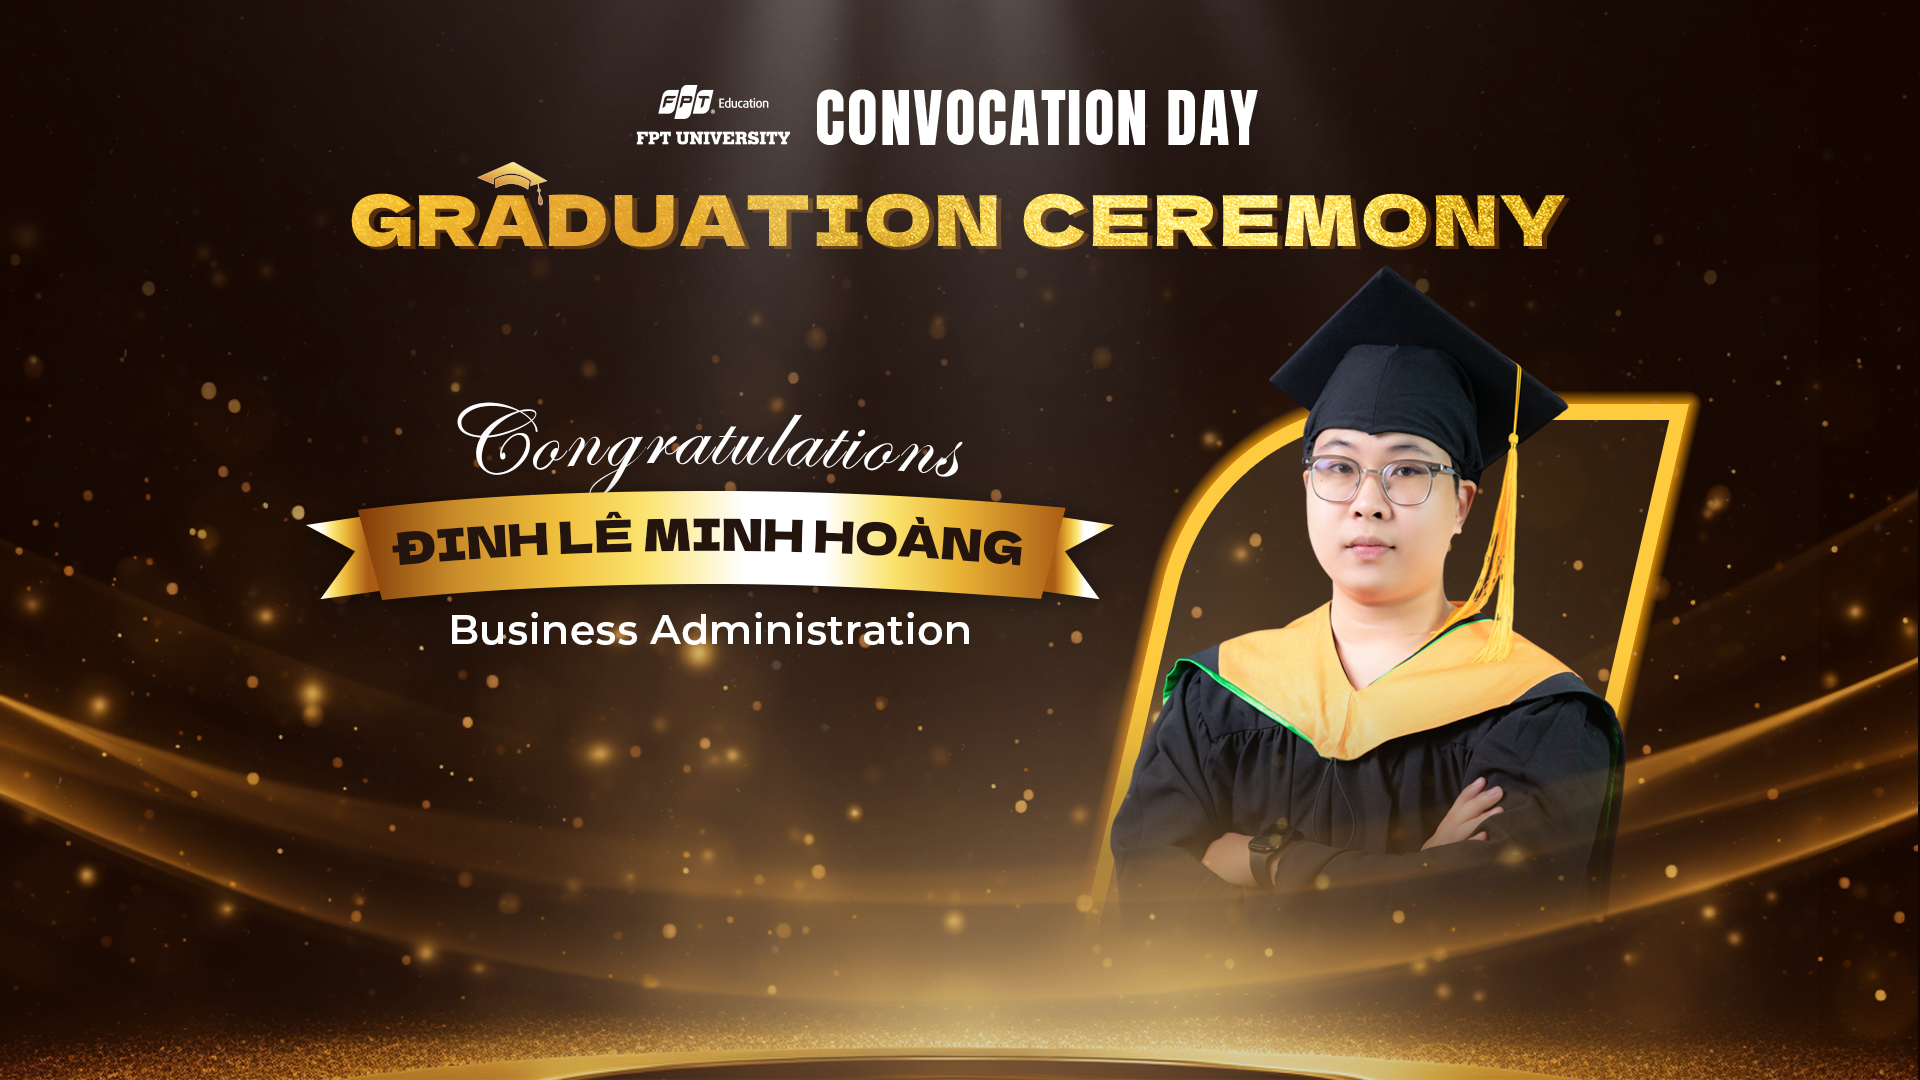 FPT Education
FPT UNIVERSITY
CONVOCATION DAY
GRADUATION CEREMONY
Congratulations
ĐINH LÊ MINH HOÀNG
Business Administration